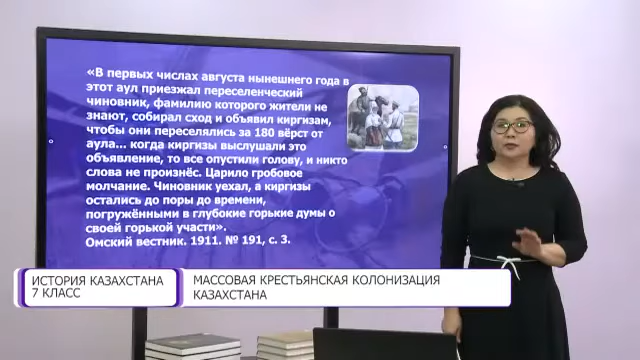 «В первых числах августа нынешнего года в
этот аул приезжал переселенческий
чиновник, фамилию которого жители не
знают, собирал сход и объявил киргизам,
чтобы они переселялись за 180 вёрст от
аула... когда киргизы выслушали это
объявление, то все опустили голову, и никто
слова не произнёс. Царило гробовое
молчание. Чиновник уехал, а киргизы
остались до поры до времени,
погружёнными в глубокие горькие думы о
своей горькой участи».
Омский вестник. 1911. № 191, с. 3.
ИСТОРИЯ КАЗАХСТАНА
7 КЛАСС
МАССОВАЯ КРЕСТЬЯНСКАЯ КОЛОНИЗАЦИЯ
КАЗАХСТАНА